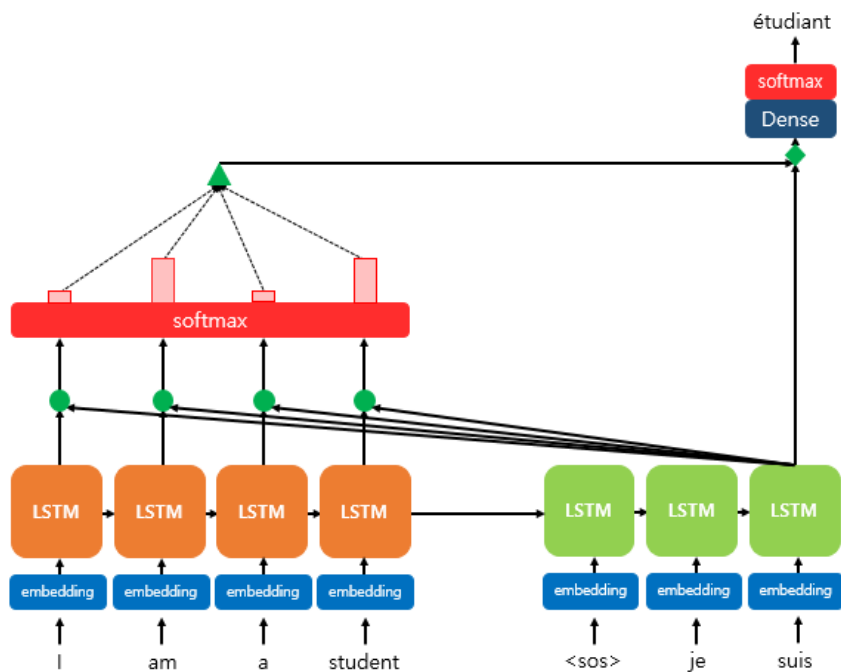 étudiant
softmax
Dense
softmax
LSTM LSTM LSTM LSTM LSTM LSTM LSTM
embedding embedding embedding embedding embedding embedding embedding
I am a student <sos> je suis